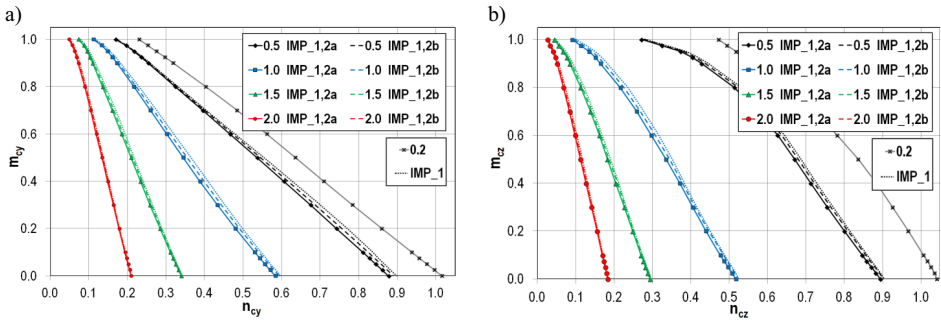 a)
1.0
0.8
0.6
0.4
0.2
0.0
m_cy
0.0 0.1 0.2 0.3 0.4 0.5 0.6 0.7 0.8 0.9 1.0
n_cy
0.5 IMP_1,2a 0.5 IMP_1,2b
1.0 IMP_1,2a 1.0 IMP_1,2b
1.5 IMP_1,2a 1.5 IMP_1,2b
2.0 IMP_1,2a 2.0 IMP_1,2b
0.2
IMP_1
b)
1.0
0.8
0.6
0.4
0.2
0.0
m_cz
0.0 0.1 0.2 0.3 0.4 0.5 0.6 0.7 0.8 0.9 1.0
n_cz
0.5 IMP_1,2a 0.5 IMP_1,2b
1.0 IMP_1,2a 1.0 IMP_1,2b
1.5 IMP_1,2a 1.5 IMP_1,2b
2.0 IMP_1,2a 2.0 IMP_1,2b
0.2
IMP_1